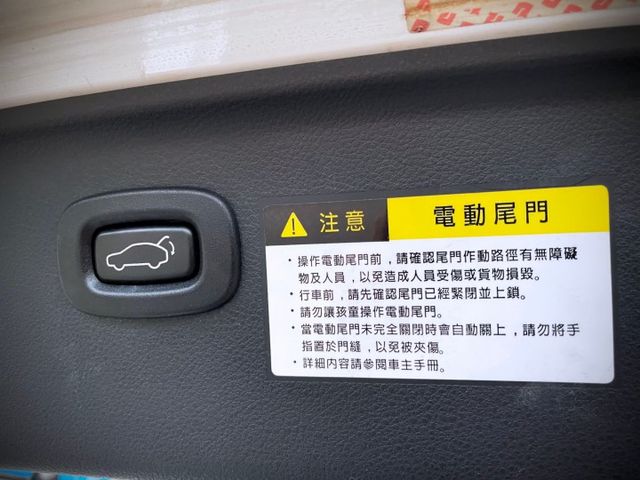 注意 電動尾門
・操作電動尾門前，請確認尾門作動路徑有無障礙
物及人員，以免造成人員受傷或貨物損毀。
・行車前，請先確認尾門已經緊閉並上鎖。
・請勿讓孩童操作電動尾門。
・當電動尾門未完全關閉時會自動關上，請勿將手
指置於門縫，以免被夾傷。
・詳細內容請參閱車主手冊。